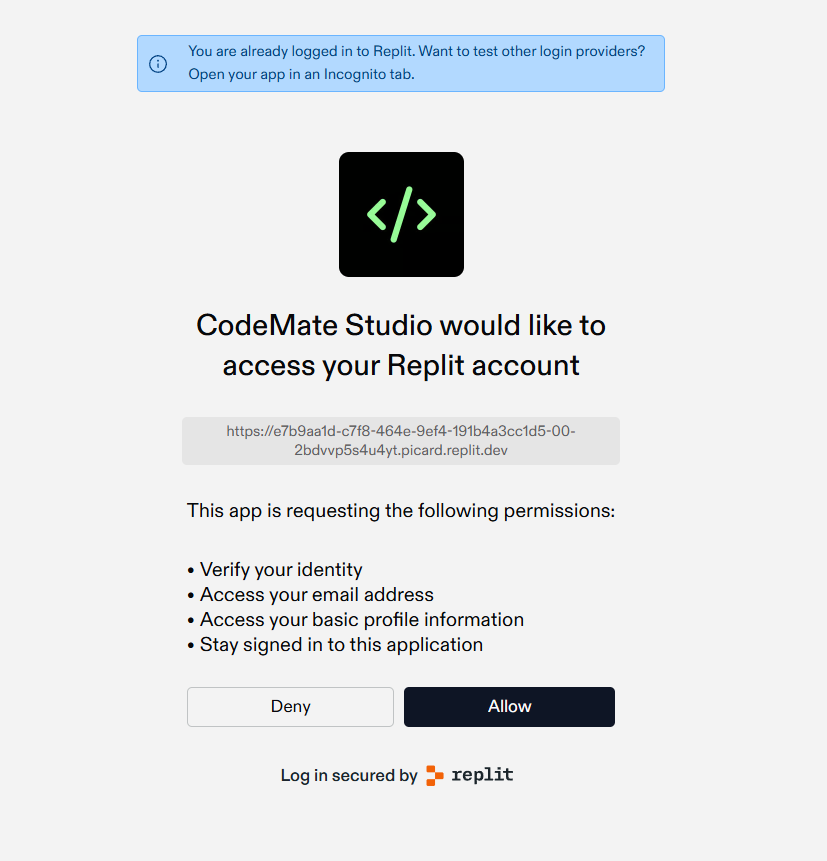 You are already logged in to Replit. Want to test other login providers?
Open your app in an Incognito tab.
</>
CodeMate Studio would like to
access your Replit account
https://e7b9aa1d-c7f8-464e-9ef4-191b4a3cc1d5-00-
2bdvvp5s4u4yt.picard.replit.dev
This app is requesting the following permissions:
• Verify your identity
• Access your email address
• Access your basic profile information
• Stay signed in to this application
Deny
Allow
Log in secured by replit